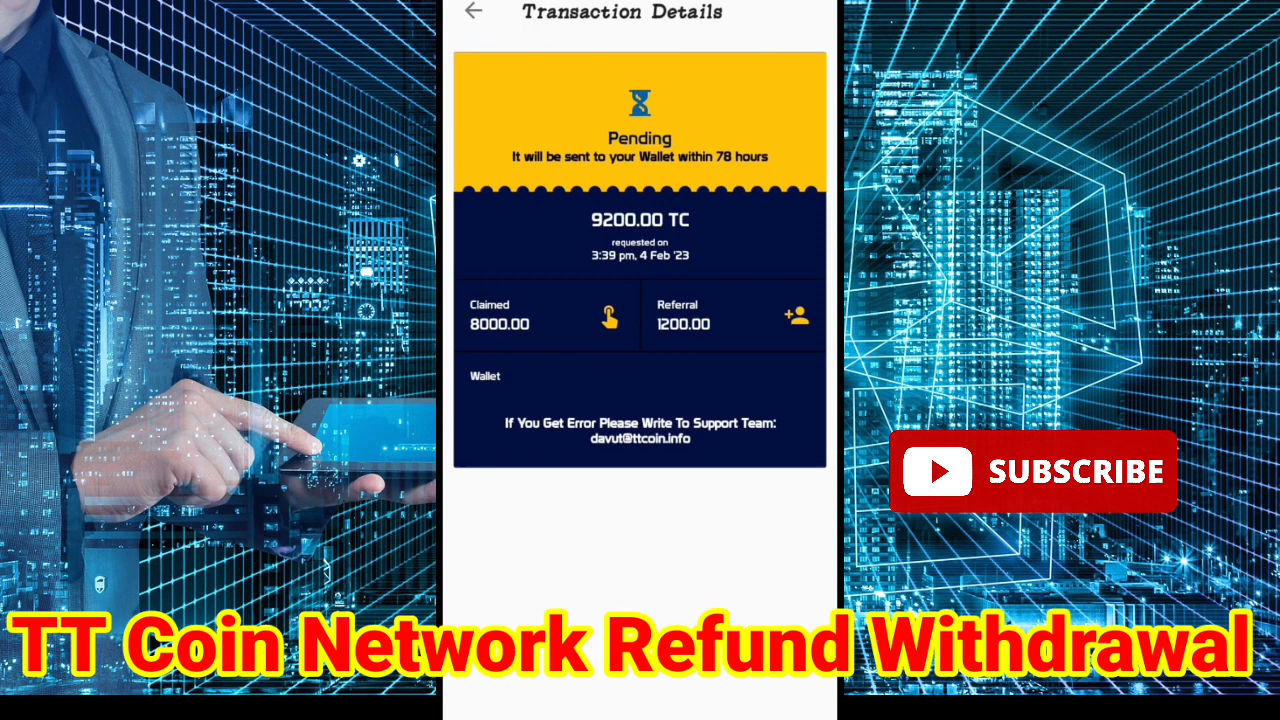 Transaction Details
Pending
It will be sent to your Wallet within 78 hours
9200.00 TC
requested on
3:39 pm, 4 Feb '23
Claimed
8000.00
Referral
1200.00
Wallet
If You Get Error Please Write To Support Team:
davut@ttcoin.info
SUBSCRIBE
TT Coin Network Refund Withdrawal